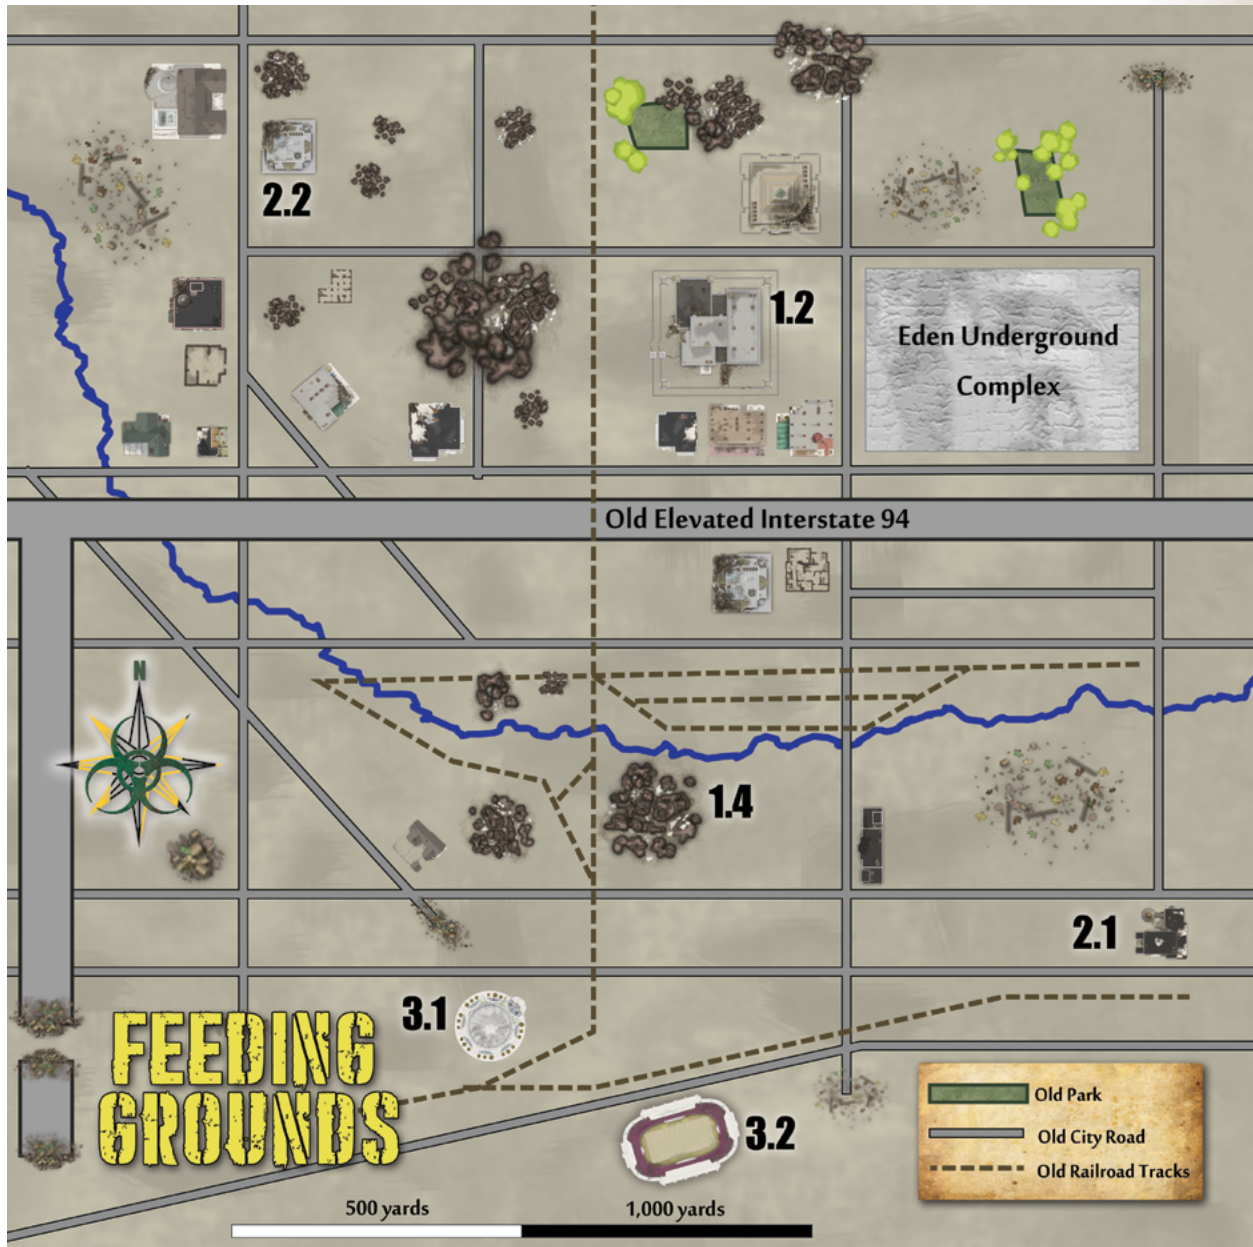 2.2
1.2
Eden Underground
Complex
Old Elevated Interstate 94
N
1.4
2.1
3.1
FEEDING
GROUNDS
3.2
Old Park
Old City Road
Old Railroad Tracks
500 yards
1,000 yards